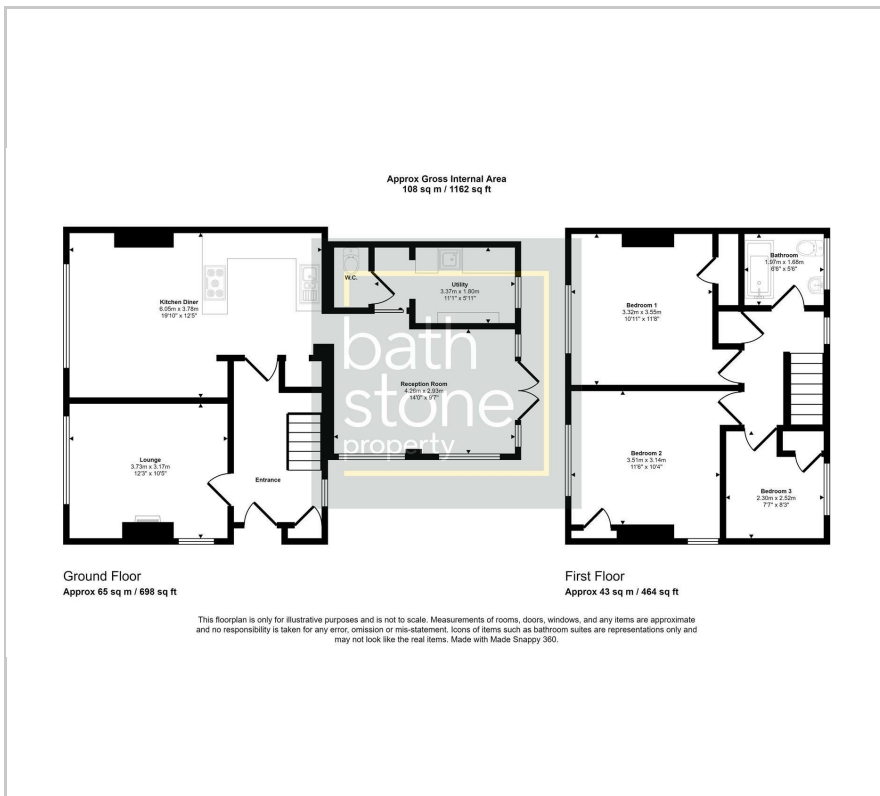 Approx Gross Internal Area
108 sq m / 1162 sq ft
W.C.
Utility
3.37m x 1.80m
11'1" x 5'11"
Kitchen Diner
6.05m x 3.78m
19'10" x 12'5"
Reception Room
4.26m x 2.93m
14'0" x 9'7"
Lounge
3.73m x 3.17m
12'3" x 10'5"
Entrance
bath
stone
property
Bathroom
1.97m x 1.68m
6'6" x 5'6"
Bedroom 1
3.32m x 3.55m
10'11" x 11'8"
Bedroom 2
3.51m x 3.14m
11'6" x 10'4"
Bedroom 3
2.30m x 2.52m
7'7" x 8'3"
Ground Floor
Approx 65 sq m / 698 sq ft
First Floor
Approx 43 sq m / 464 sq ft
This floorplan is only for illustrative purposes and is not to scale. Measurements of rooms, doors, windows, and any items are approximate
and no responsibility is taken for any error, omission or mis-statement. Icons of items such as bathroom suites are representations only and
may not look like the real items. Made with Made Snappy 360.